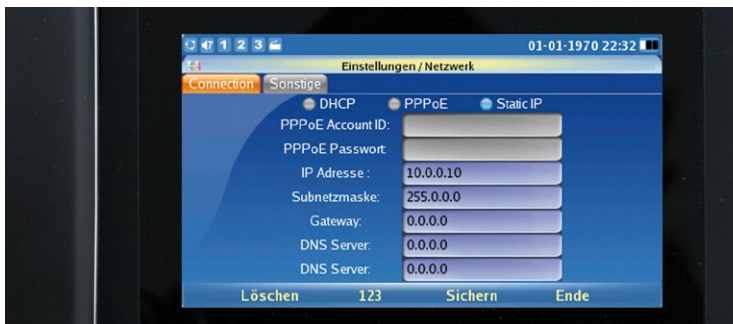 1 2 3 01-01-1970 22:32
Einstellungen / Netzwerk
Connection Sonstige
DHCP PPPoE Static IP
PPPoE Account ID:
PPPoE Passwort:
IP Adresse : 10.0.0.10
Subnetzmaske: 255.0.0.0
Gateway: 0.0.0.0
DNS Server: 0.0.0.0
DNS Server: 0.0.0.0
Löschen 123 Sichern Ende